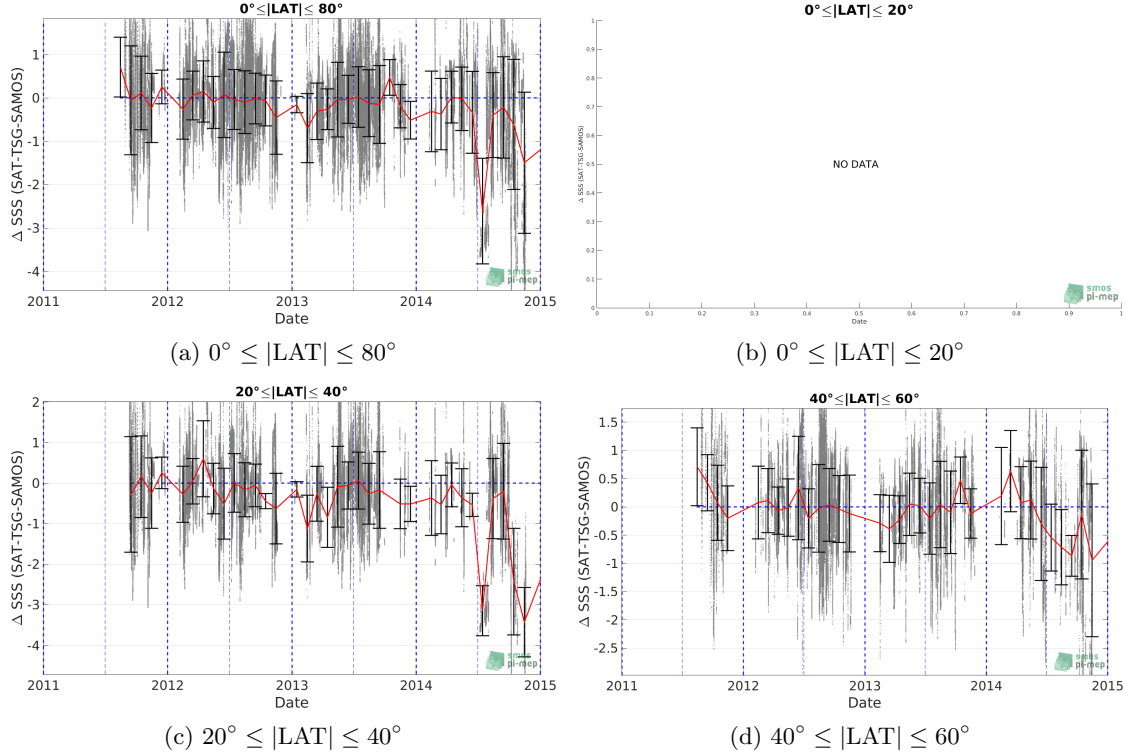 0°≤|LAT|≤ 80°
Δ SSS (SAT-TSG-SAMOS)
1
0
-1
-2
-3
-4
2011 2012 2013 2014 2015
Date
smos
pi-mep
(a) 0° ≤ |LAT| ≤ 80°
0°≤|LAT|≤ 20°
Δ SSS (SAT-TSG-SAMOS)
1
0.9
0.8
0.7
0.6
0.5
0.4
0.3
0.2
0.1
0
NO DATA
0 0.1 0.2 0.3 0.4 0.5 0.6 0.7 0.8 0.9 1
Date
smos
pi-mep
(b) 0° ≤ |LAT| ≤ 20°
20°≤|LAT|≤ 40°
Δ SSS (SAT-TSG-SAMOS)
2
1
0
-1
-2
-3
-4
2011 2012 2013 2014 2015
Date
smos
pi-mep
(c) 20° ≤ |LAT| ≤ 40°
40°≤|LAT|≤ 60°
Δ SSS (SAT-TSG-SAMOS)
1.5
1
0.5
0
-0.5
-1
-1.5
-2
-2.5
2011 2012 2013 2014 2015
Date
smos
pi-mep
(d) 40° ≤ |LAT| ≤ 60°